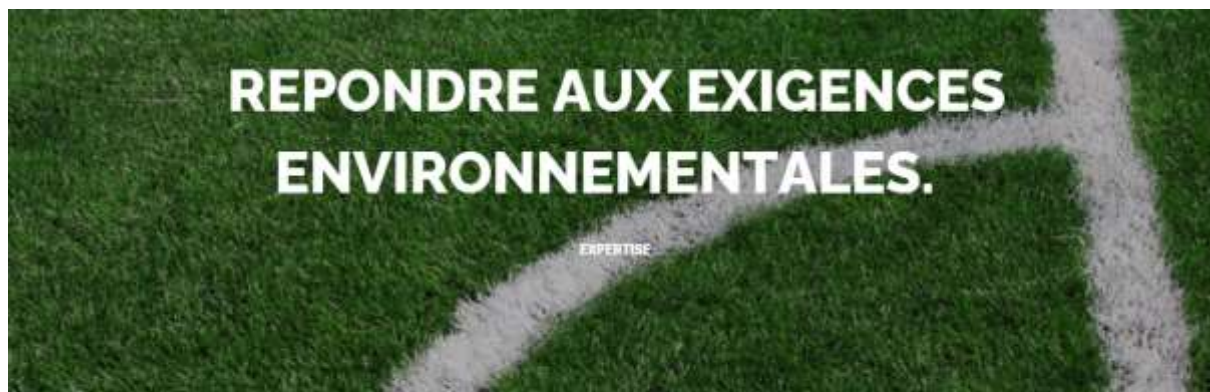 REPONDRE AUX EXIGENCES
ENVIRONNEMENTALES.
EXPERTISE